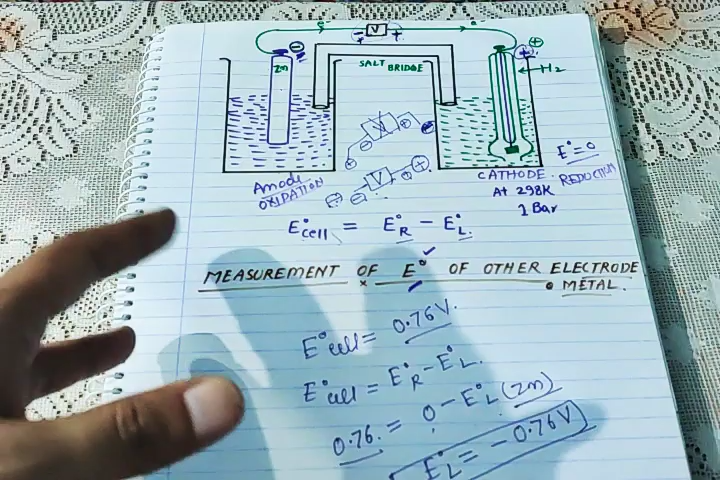 e⁻
− V + ⊖ ⊕ ⊕
Zn
SALT BRIDGE
H₂
⊖ V ⊕
⊖ V ⊕
E° = 0
Anode
OXIDATION
CATHODE.
REDUCTION
At 298K
1 Bar
E°cell = E°R − E°L.
MEASUREMENT OF E° OF OTHER ELECTRODE
× • METAL.
E°cell = 0.76V.
E°cell = E°R − E°L.
0.76. = 0 − E°L (Zn)
E°L = − 0.76 V